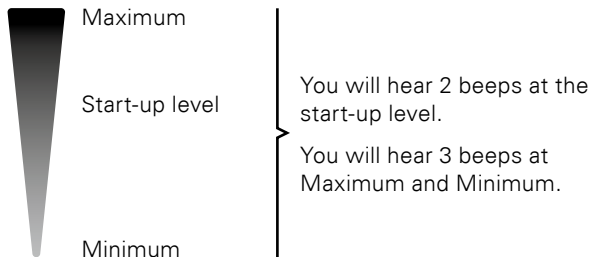 Maximum
Start-up level
Minimum
You will hear 2 beeps at the
start-up level.
You will hear 3 beeps at
Maximum and Minimum.